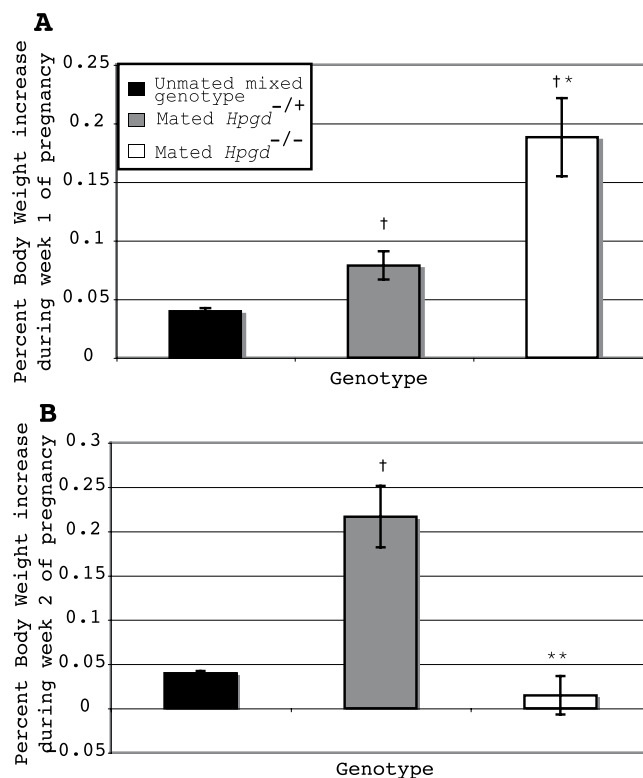 A
Percent Body Weight increase
during week 1 of pregnancy
0.25
0.2
0.15
0.1
0.05
0
Unmated mixed
genotype
Mated Hpgd−/+
Mated Hpgd−/−
†
†*
Genotype
B
Percent Body Weight increase
during week 2 of pregnancy
0.3
0.25
0.2
0.15
0.1
0.05
0
-0.05
†
**
Genotype